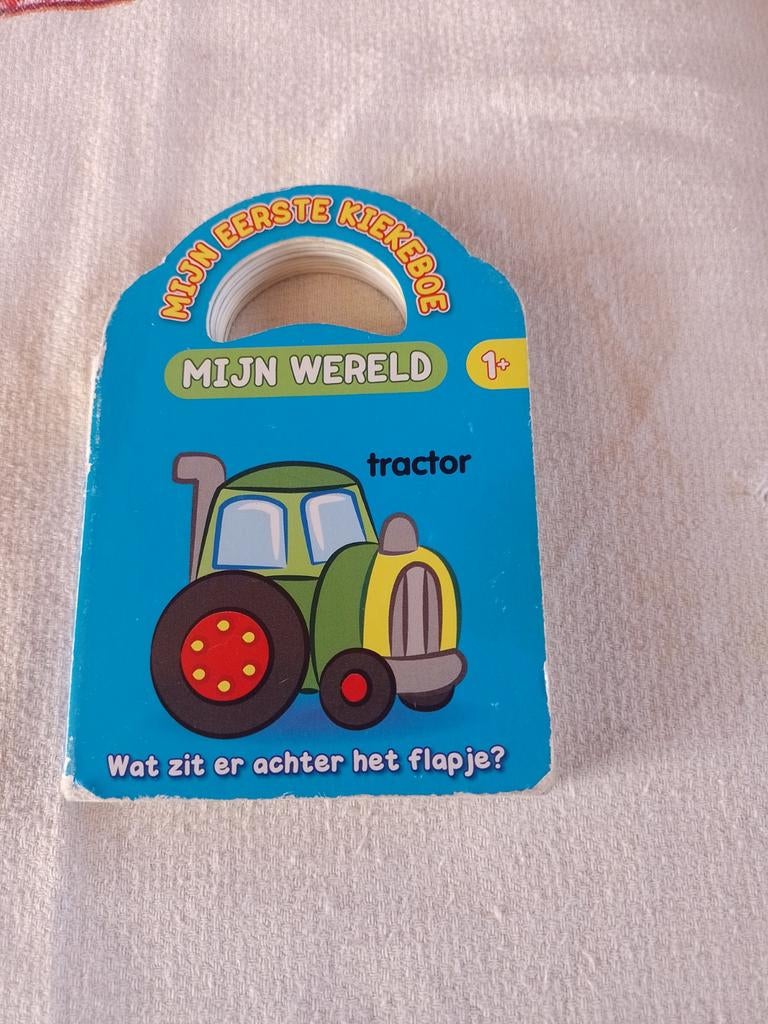 MIJN EERSTE KIEKEBOE
MIJN WERELD
1+
tractor
Wat zit er achter het flapje?